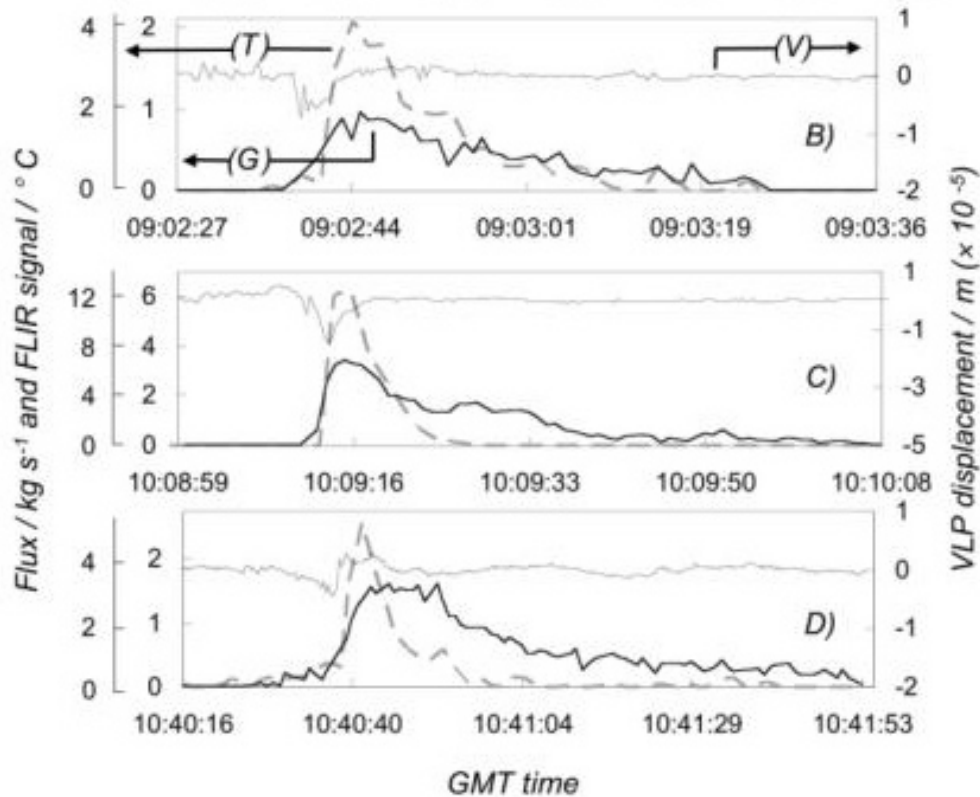 Flux / kg s⁻¹ and FLIR signal / °C
VLP displacement / m (× 10 ⁻⁵)
4 2 1
(T) (V)
0
2 1
(G)
-1
B)
0 0 -2
09:02:27 09:02:44 09:03:01 09:03:19 09:03:36
12 6 1
-1
8 4
C)
4 2 -3
0 0 -5
10:08:59 10:09:16 10:09:33 10:09:50 10:10:08
1
4 2 0
2 1 -1
D)
0 0 -2
10:40:16 10:40:40 10:41:04 10:41:29 10:41:53
GMT time